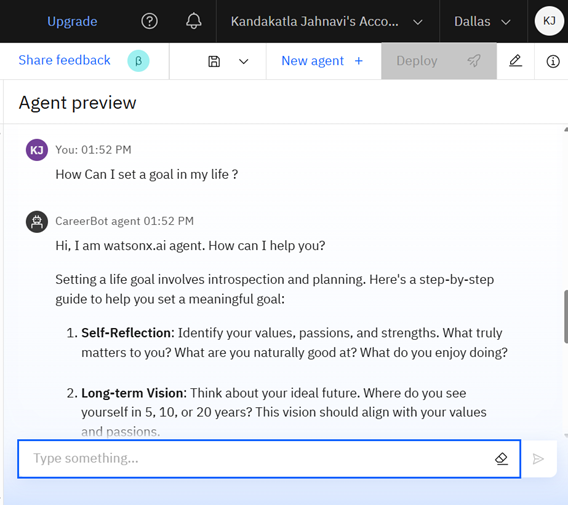 Upgrade
Kandakatla Jahnavi's Acco...
Dallas
KJ
Share feedback
β
New agent +
Deploy
Agent preview
KJ
You: 01:52 PM
How Can I set a goal in my life ?
CareerBot agent 01:52 PM
Hi, I am watsonx.ai agent. How can I help you?
Setting a life goal involves introspection and planning. Here's a step-by-step
guide to help you set a meaningful goal:
1. Self-Reflection: Identify your values, passions, and strengths. What truly
matters to you? What are you naturally good at? What do you enjoy doing?
2. Long-term Vision: Think about your ideal future. Where do you see
yourself in 5, 10, or 20 years? This vision should align with your values
and passions.
Type something...